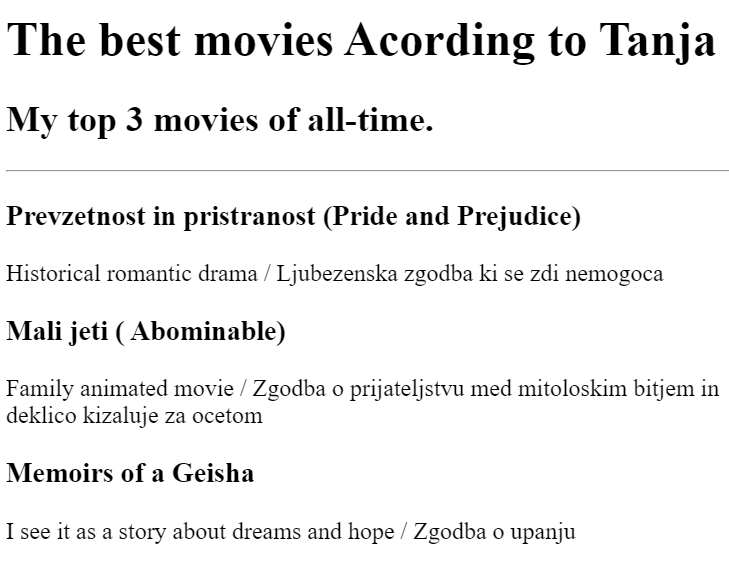 The best movies Acording to Tanja
My top 3 movies of all-time.
Prevzetnost in pristranost (Pride and Prejudice)
Historical romantic drama / Ljubezenska zgodba ki se zdi nemogoca
Mali jeti ( Abominable)
Family animated movie / Zgodba o prijateljstvu med mitoloskim bitjem in
deklico kizaluje za ocetom
Memoirs of a Geisha
I see it as a story about dreams and hope / Zgodba o upanju